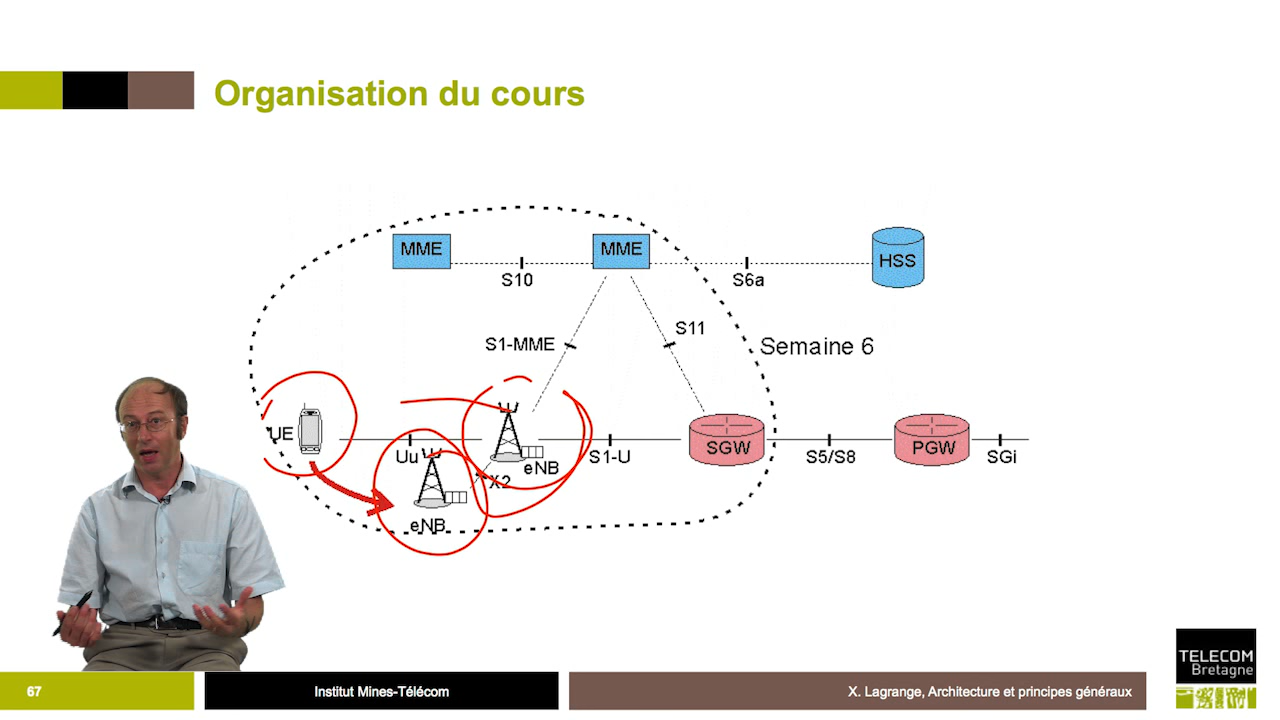 Organisation du cours
MME
MME
HSS
S10
S6a
S1-MME
S11
Semaine 6
UE
Uu
eNB
S1-U
SGW
S5/S8
PGW
SGi
X2
eNB
67
Institut Mines-Télécom
X. Lagrange, Architecture et principes généraux
TELECOM
Bretagne